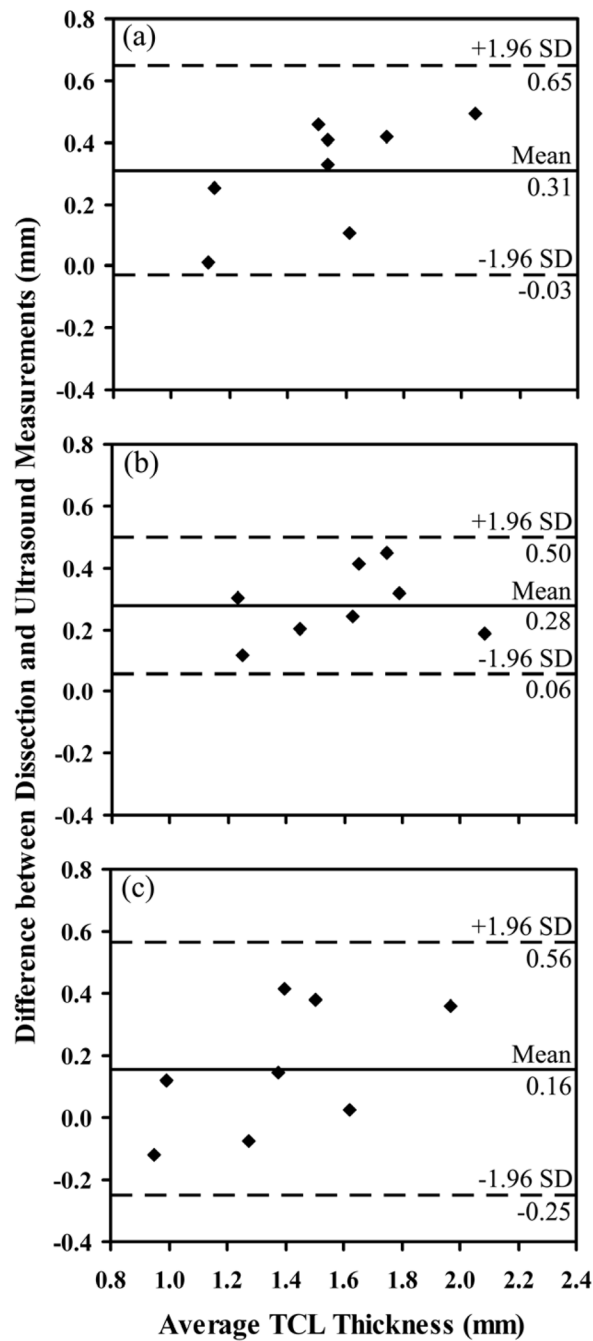 Difference between Dissection and Ultrasound Measurements (mm)
(a)
0.8
0.6
0.4
0.2
0.0
-0.2
-0.4
+1.96 SD
0.65
Mean
0.31
-1.96 SD
-0.03
(b)
0.8
0.6
0.4
0.2
0.0
-0.2
-0.4
+1.96 SD
0.50
Mean
0.28
-1.96 SD
0.06
(c)
0.8
0.6
0.4
0.2
0.0
-0.2
-0.4
+1.96 SD
0.56
Mean
0.16
-1.96 SD
-0.25
0.8 1.0 1.2 1.4 1.6 1.8 2.0 2.2 2.4
Average TCL Thickness (mm)